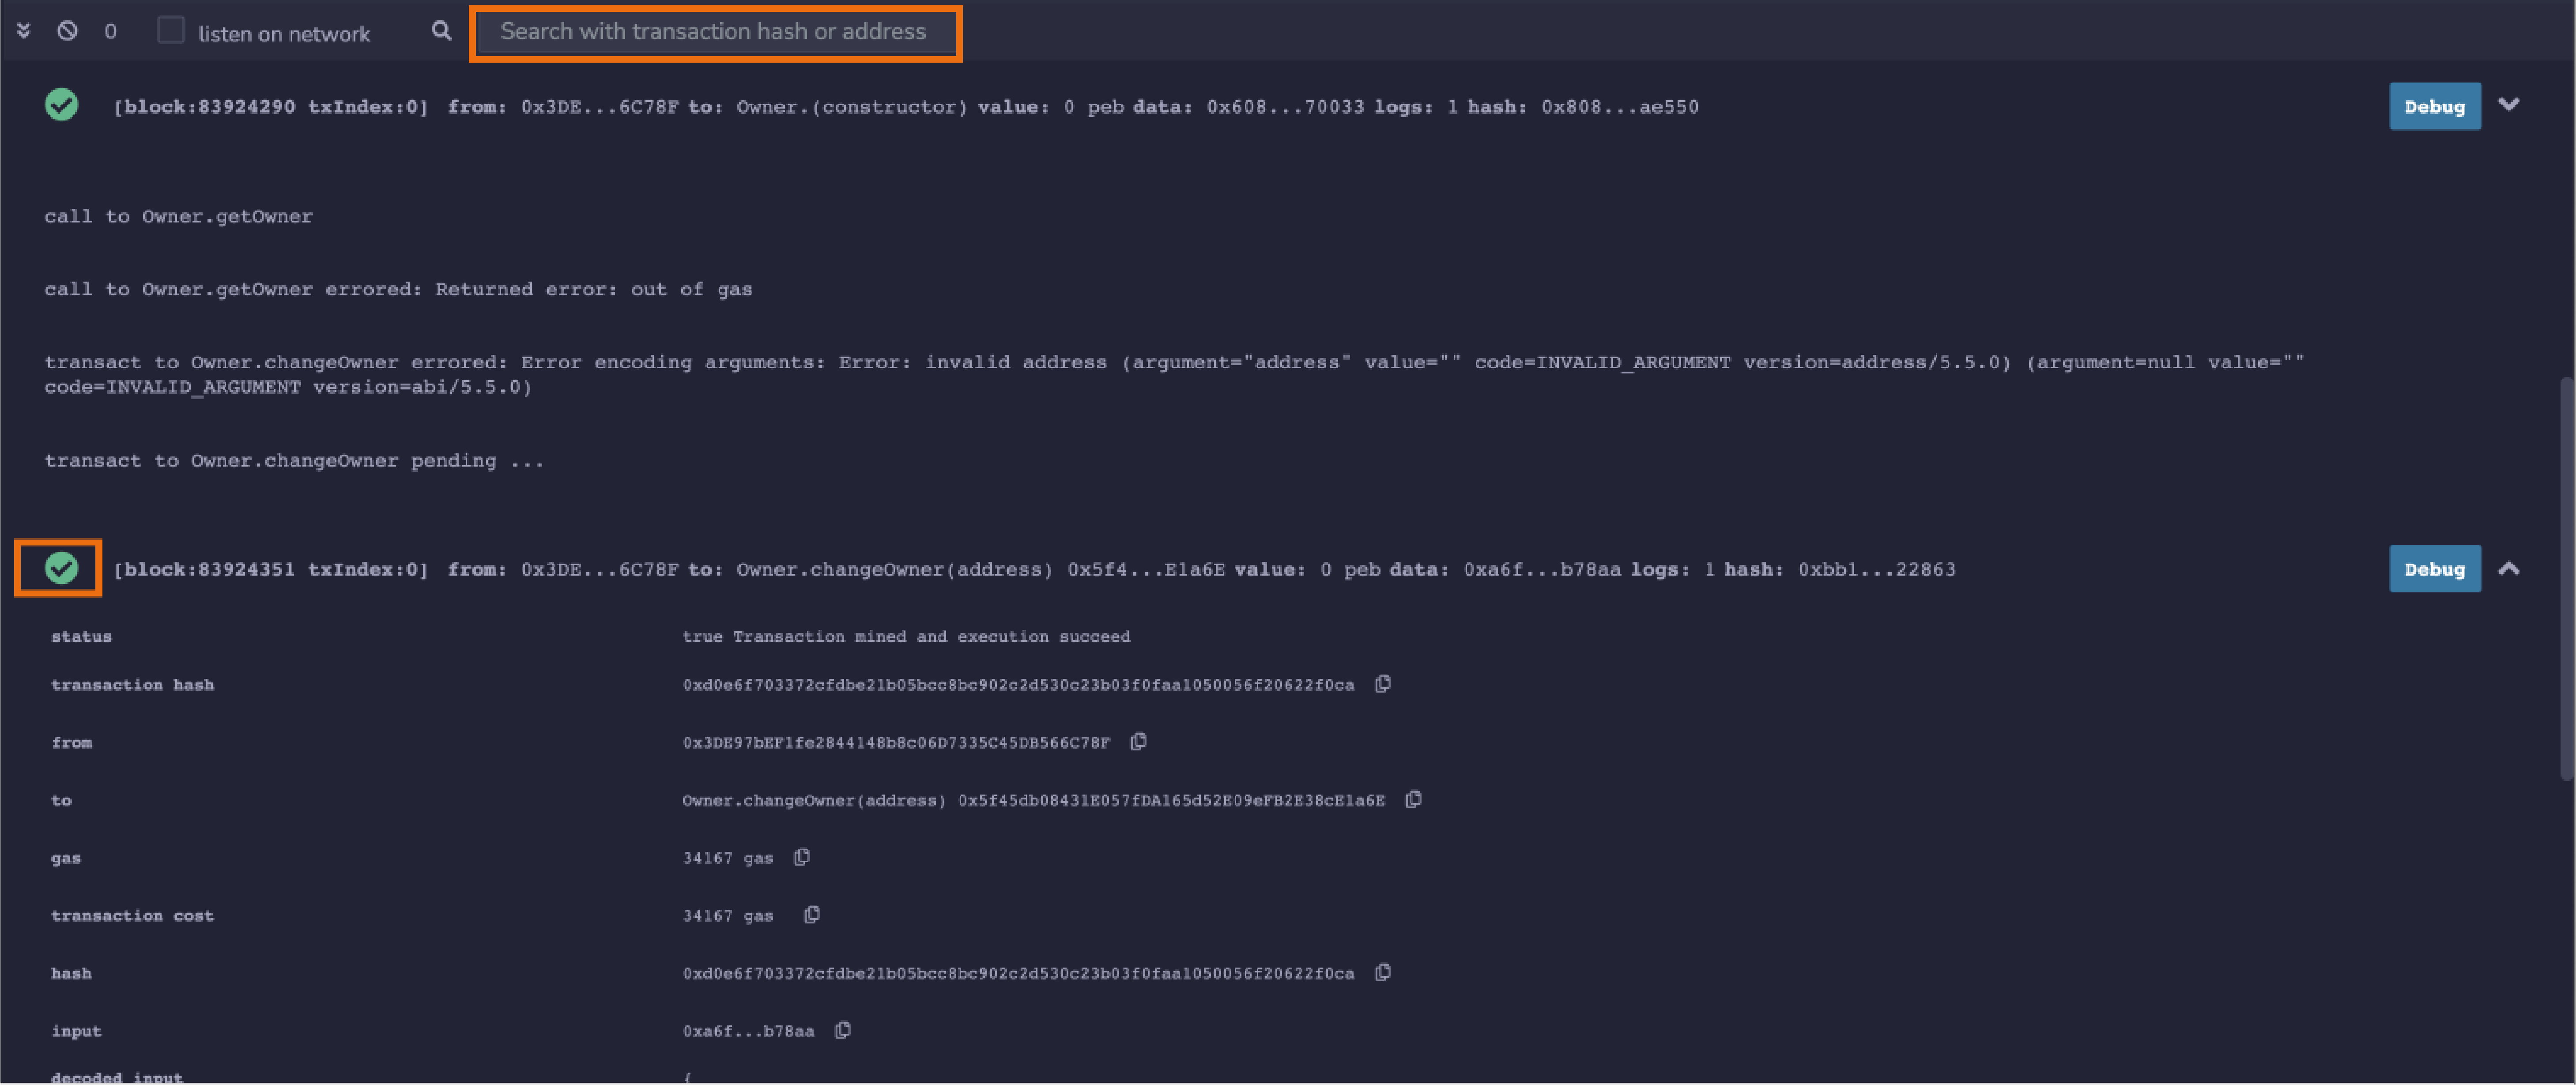 0 listen on network Search with transaction hash or address
[block:83924290 txIndex:0] from: 0x3DE...6C78F to: Owner.(constructor) value: 0 peb data: 0x608...70033 logs: 1 hash: 0x808...ae550 Debug
call to Owner.getOwner
call to Owner.getOwner errored: Returned error: out of gas
transact to Owner.changeOwner errored: Error encoding arguments: Error: invalid address (argument="address" value="" code=INVALID_ARGUMENT version=address/5.5.0) (argument=null value=""
code=INVALID_ARGUMENT version=abi/5.5.0)
transact to Owner.changeOwner pending ...
[block:83924351 txIndex:0] from: 0x3DE...6C78F to: Owner.changeOwner(address) 0x5f4...E1a6E value: 0 peb data: 0xa6f...b78aa logs: 1 hash: 0xbb1...22863 Debug
status true Transaction mined and execution succeed
transaction hash 0xd0e6f703372cfdbe21b05bcc8bc902c2d530c23b03f0faa1050056f20622f0ca
from 0x3DE97bEF1fe2844148b8c06D7335C45DB566C78F
to Owner.changeOwner(address) 0x5f45db08431E057fDA165d52E09eFB2E38cE1a6E
gas 34167 gas
transaction cost 34167 gas
hash 0xd0e6f703372cfdbe21b05bcc8bc902c2d530c23b03f0faa1050056f20622f0ca
input 0xa6f...b78aa
decoded input {